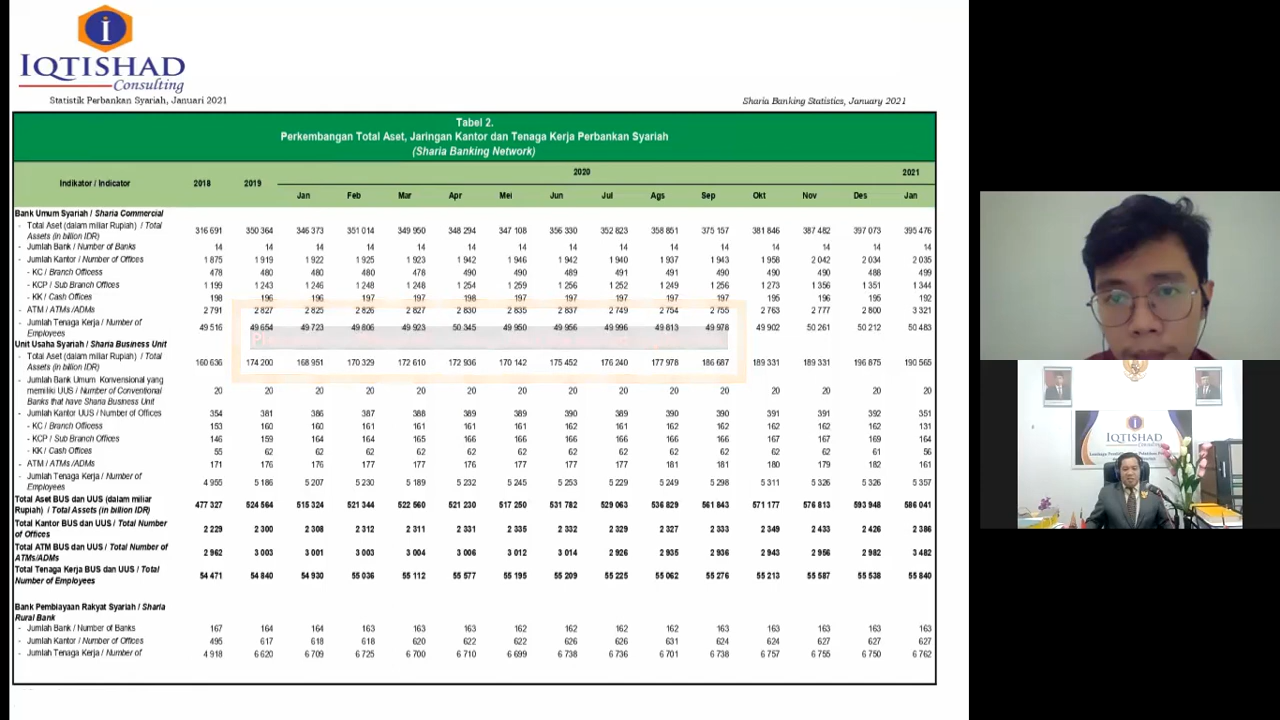 IQTISHAD
Consulting
Statistik Perbankan Syariah, Januari 2021
Sharia Banking Statistics, January 2021
Tabel 2.
Perkembangan Total Aset, Jaringan Kantor dan Tenaga Kerja Perbankan Syariah
(Sharia Banking Network)
Indikator / Indicator 2018 2019 2020 2021
Jan Feb Mar Apr Mei Jun Jul Ags Sep Okt Nov Des Jan
Bank Umum Syariah / Sharia Commercial
- Total Aset (dalam miliar Rupiah) / Total
Assets (in billion IDR) 316 691 350 364 346 373 351 014 349 950 348 294 347 108 356 330 352 823 358 851 375 157 381 846 387 482 397 073 395 476
- Jumlah Bank / Number of Banks 14 14 14 14 14 14 14 14 14 14 14 14 14 14 14
- Jumlah Kantor / Number of Offices 1 875 1 919 1 922 1 925 1 923 1 942 1 946 1 942 1 940 1 937 1 943 1 958 2 042 2 034 2 035
- KC / Branch Officess 478 480 480 480 478 490 490 489 491 491 490 490 490 488 499
- KCP / Sub Branch Offices 1 199 1 243 1 246 1 248 1 248 1 254 1 259 1 256 1 252 1 249 1 256 1 273 1 356 1 351 1 344
- KK / Cash Offices 198 196 196 197 197 198 197 197 197 197 197 195 196 195 192
- ATM / ATMs/ADMs 2 791 2 827 2 825 2 826 2 827 2 830 2 835 2 837 2 749 2 754 2 755 2 763 2 777 2 800 3 321
- Jumlah Tenaga Kerja / Number of
Employees 49 516 49 654 49 723 49 806 49 923 50 345 49 950 49 956 49 996 49 813 49 978 49 902 50 261 50 212 50 483
Unit Usaha Syariah / Sharia Business Unit
- Total Aset (dalam miliar Rupiah) / Total
Assets (in billion IDR) 160 636 174 200 168 951 170 329 172 610 172 936 170 142 175 452 176 240 177 978 186 687 189 331 189 331 196 875 190 565
- Jumlah Bank Umum Konvensional yang
memiliki UUS / Number of Conventional
Banks that have Sharia Business Unit 20 20 20 20 20 20 20 20 20 20 20 20 20 20 20
- Jumlah Kantor UUS / Number of Offices 354 381 386 387 388 389 389 390 389 390 390 391 391 392 351
- KC / Branch Officess 153 160 160 161 161 161 161 162 161 162 162 162 162 162 131
- KCP / Sub Branch Offices 146 159 164 164 165 166 166 166 166 166 166 167 167 169 164
- KK / Cash Offices 55 62 62 62 62 62 62 62 62 62 62 62 62 61 56
- ATM / ATMs/ADMs 171 176 176 177 177 176 177 177 177 181 181 180 179 182 161
- Jumlah Tenaga Kerja / Number of
Employees 4 955 5 186 5 207 5 230 5 189 5 232 5 245 5 253 5 229 5 249 5 298 5 311 5 326 5 326 5 357
Total Aset BUS dan UUS (dalam miliar
Rupiah) / Total Assets (in billion IDR) 477 327 524 564 515 324 521 344 522 560 521 230 517 250 531 782 529 063 536 829 561 843 571 177 576 813 593 948 586 041
Total Kantor BUS dan UUS / Total Number
of Offices 2 229 2 300 2 308 2 312 2 311 2 331 2 335 2 332 2 329 2 327 2 333 2 349 2 433 2 426 2 386
Total ATM BUS dan UUS / Total Number of
ATMs/ADMs 2 962 3 003 3 001 3 003 3 004 3 006 3 012 3 014 2 926 2 935 2 936 2 943 2 956 2 982 3 482
Total Tenaga Kerja BUS dan UUS / Total
Number of Employees 54 471 54 840 54 930 55 036 55 112 55 577 55 195 55 209 55 225 55 062 55 276 55 213 55 587 55 538 55 840
Bank Pembiayaan Rakyat Syariah / Sharia
Rural Bank
- Jumlah Bank / Number of Banks 167 164 164 163 163 163 162 162 162 162 163 163 163 163 163
- Jumlah Kantor / Number of Offices 495 617 618 618 620 622 622 626 626 631 624 624 627 627 627
- Jumlah Tenaga Kerja / Number of 4 918 6 620 6 709 6 725 6 700 6 710 6 699 6 738 6 736 6 701 6 738 6 757 6 755 6 750 6 762
IQTISHAD
Consulting